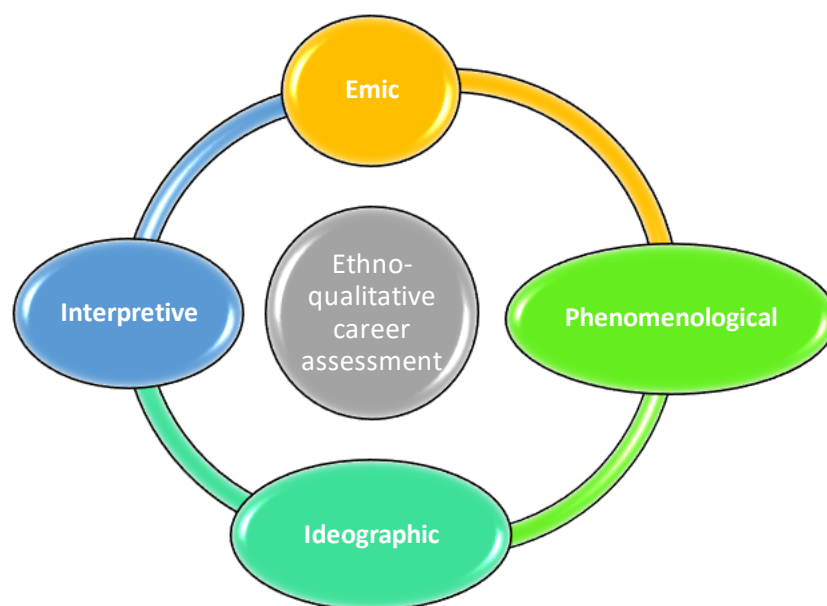 Emic
Ethno-
qualitative
career
assessment
Interpretive
Phenomenological
Ideographic